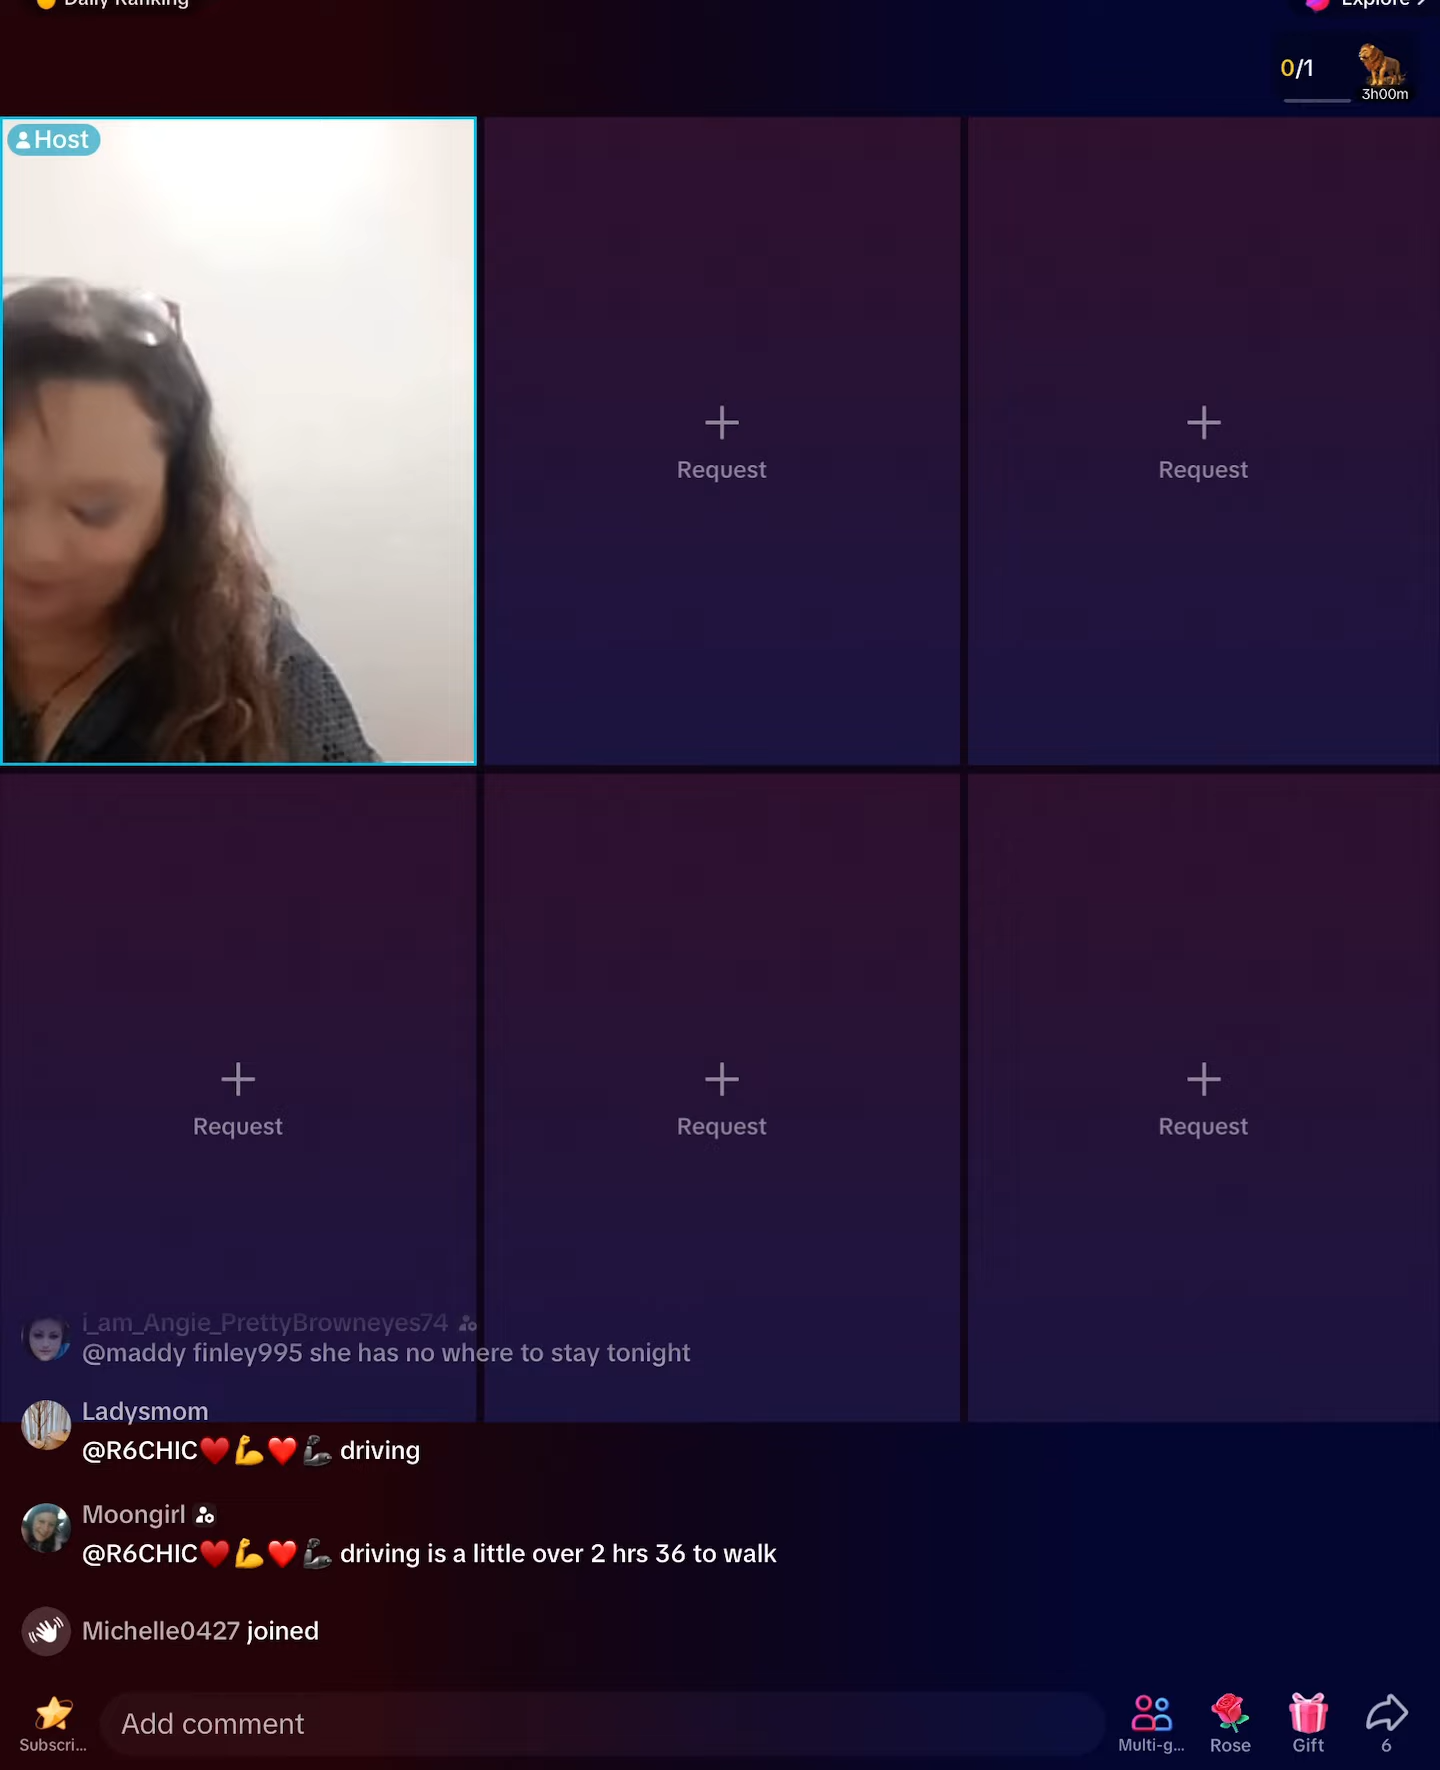 Daily Ranking
Explore >
0/1
3h00m
Host
Request
Request
Request
Request
Request
i_am_Angie_PrettyBrowneyes74
@maddy finley995 she has no where to stay tonight
Ladysmom
@R6CHIC❤️💪❤️🦾 driving
Moongirl
@R6CHIC❤️💪❤️🦾 driving is a little over 2 hrs 36 to walk
Michelle0427 joined
Subscri...
Add comment
Multi-g...
Rose
Gift
6